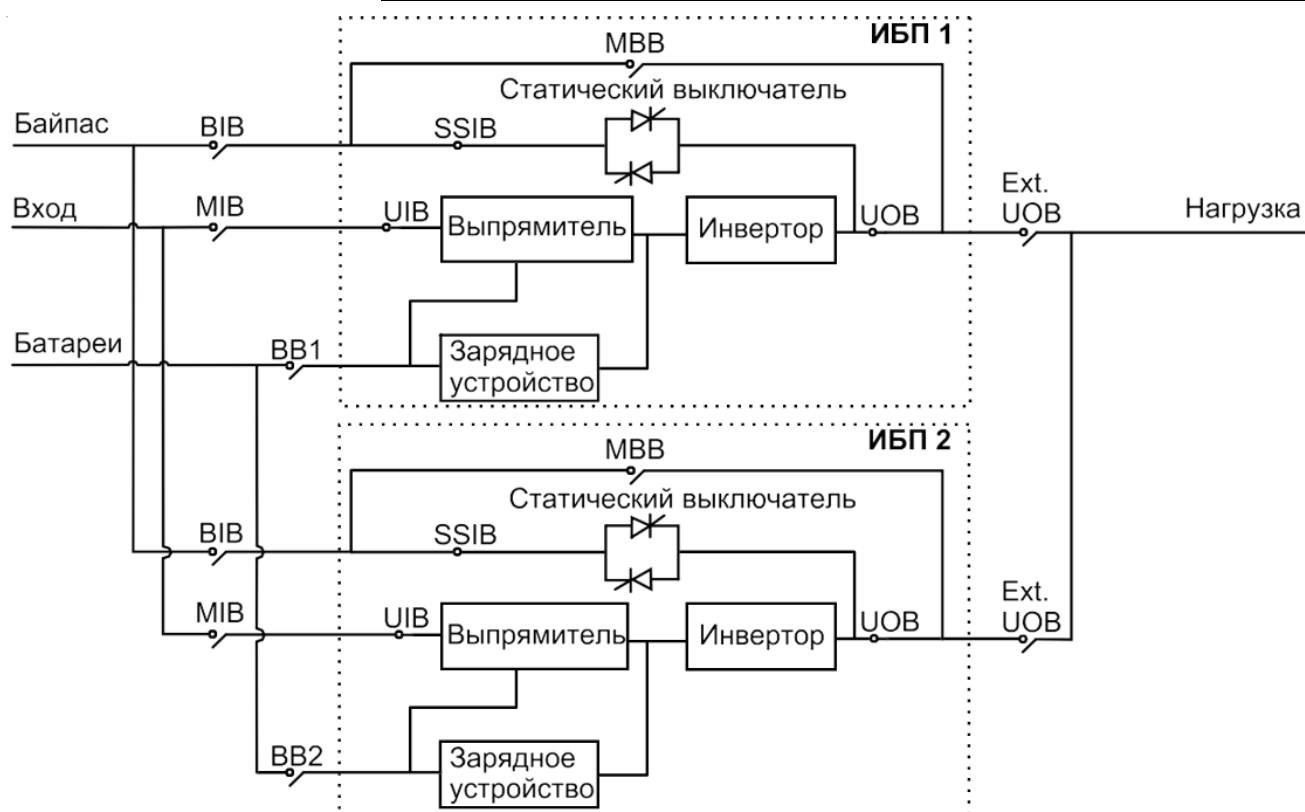 ИБП 1
MBB
Статический выключатель
Байпас
BIB
SSIB
Ext.
UOB
Вход
MIB
UIB
Выпрямитель
Инвертор
UOB
Нагрузка
Батареи
BB1
Зарядное
устройство
ИБП 2
MBB
Статический выключатель
BIB
SSIB
Ext.
UOB
MIB
UIB
Выпрямитель
Инвертор
UOB
BB2
Зарядное
устройство